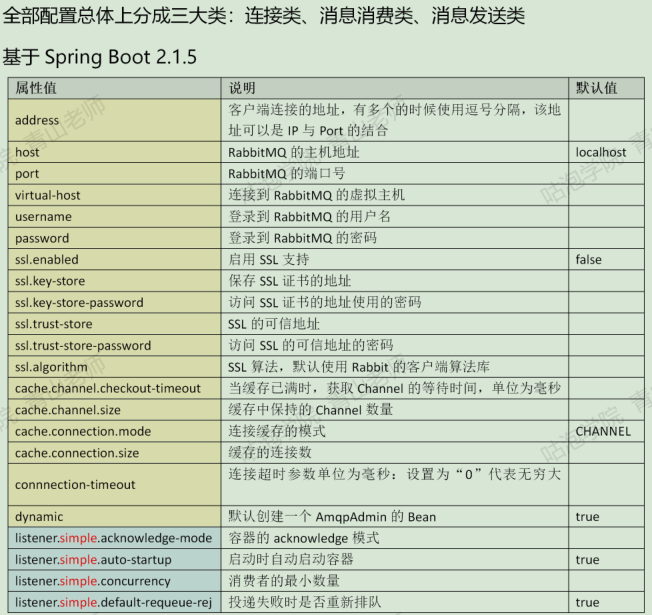 全部配置总体上分成三大类：连接类、消息消费类、消息发送类
基于 Spring Boot 2.1.5
属性值 说明 默认值
address 客户端连接的地址，有多个的时候使用逗号分隔，该地
址可以是 IP 与 Port 的结合
host RabbitMQ 的主机地址 localhost
port RabbitMQ 的端口号
virtual-host 连接到 RabbitMQ 的虚拟主机
username 登录到 RabbitMQ 的用户名
password 登录到 RabbitMQ 的密码
ssl.enabled 启用 SSL 支持 false
ssl.key-store 保存 SSL 证书的地址
ssl.key-store-password 访问 SSL 证书的地址使用的密码
ssl.trust-store SSL 的可信地址
ssl.trust-store-password 访问 SSL 的可信地址的密码
ssl.algorithm SSL 算法，默认使用 Rabbit 的客户端算法库
cache.channel.checkout-timeout 当缓存已满时，获取 Channel 的等待时间，单位为毫秒
cache.channel.size 缓存中保持的 Channel 数量
cache.connection.mode 连接缓存的模式 CHANNEL
cache.connection.size 缓存的连接数
connnection-timeout 连接超时参数单位为毫秒：设置为“0”代表无穷大
dynamic 默认创建一个 AmqpAdmin 的 Bean true
listener.simple.acknowledge-mode 容器的 acknowledge 模式
listener.simple.auto-startup 启动时自动启动容器 true
listener.simple.concurrency 消费者的最小数量
listener.simple.default-requeue-rej 投递失败时是否重新排队 true
咕泡学院 青山老师